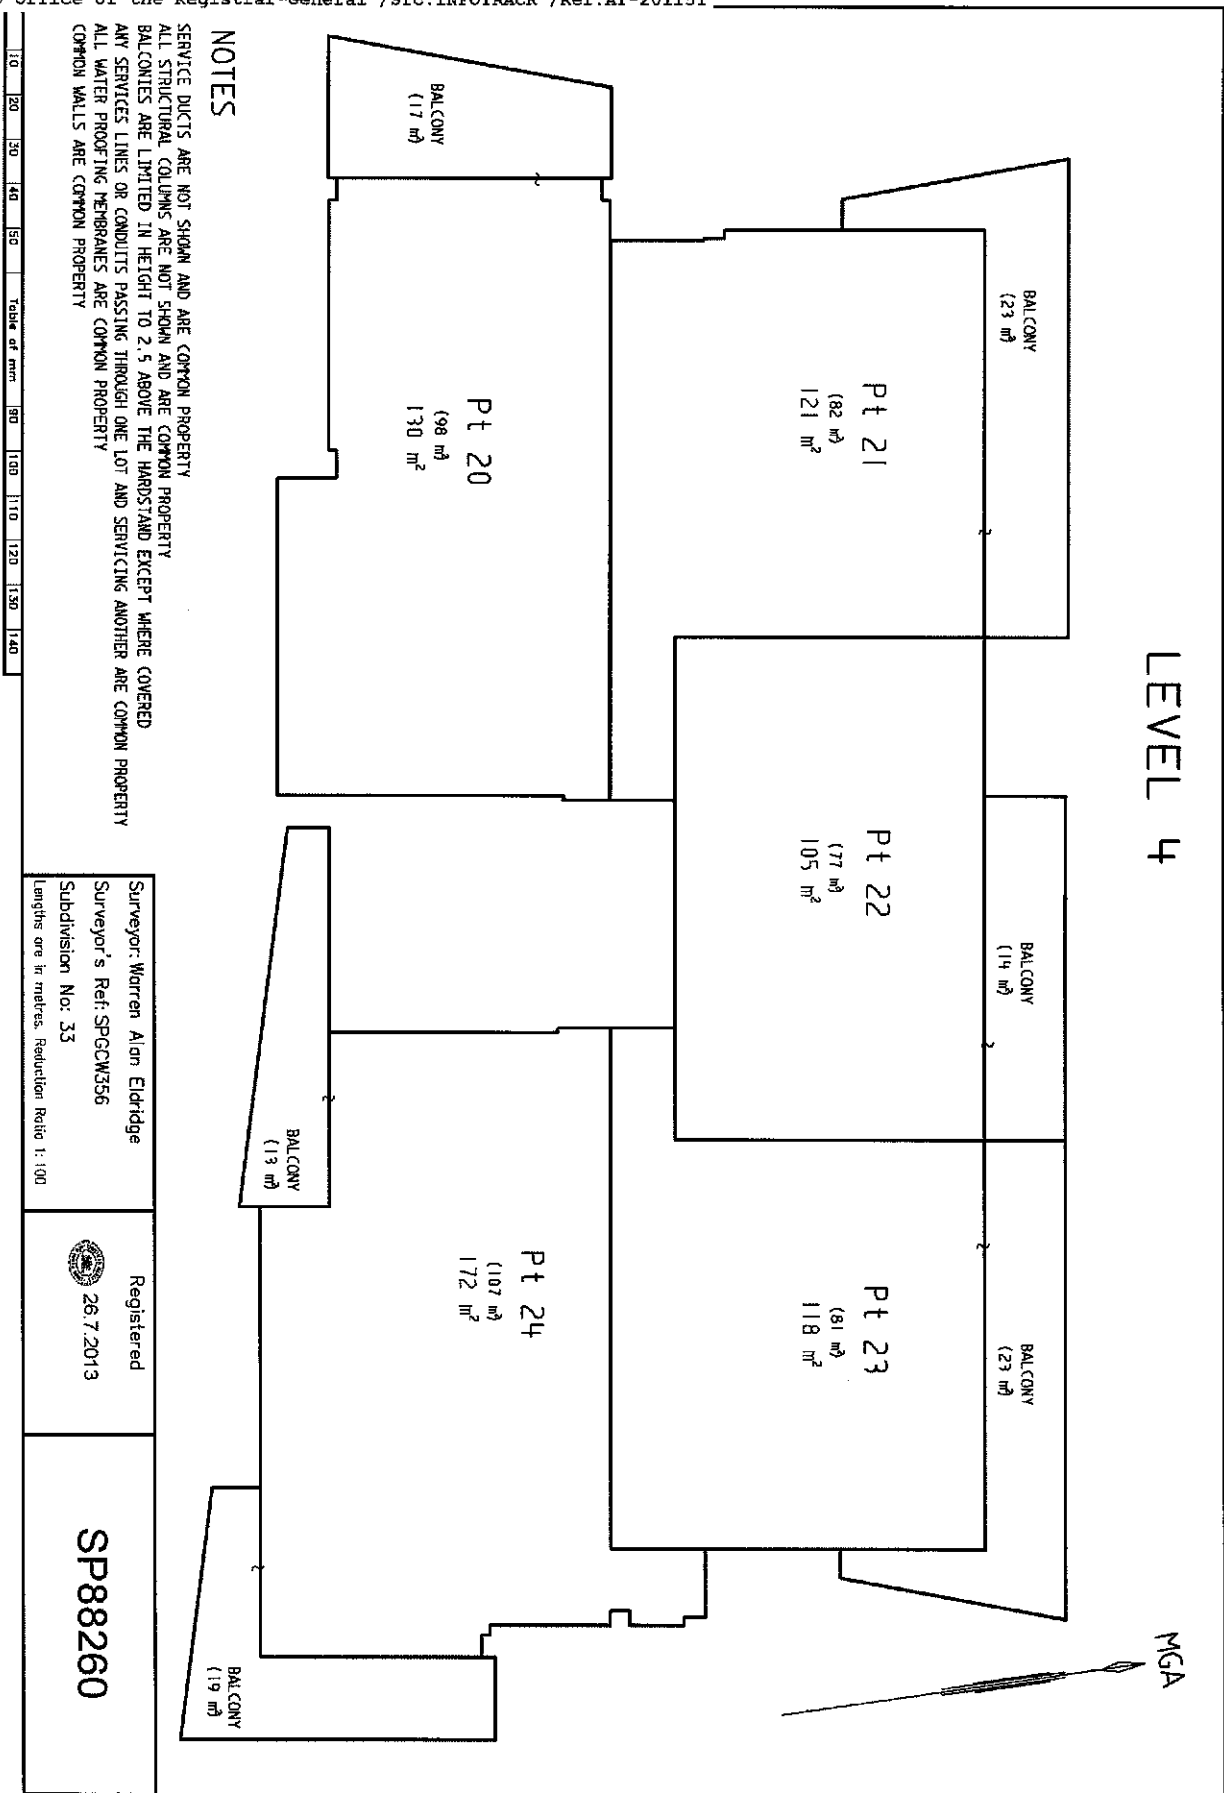 Office of the Registrar-General /Src:INFOTRACK /Ref:AY-201151
LEVEL 4
MGA
BALCONY
(23 m²)
BALCONY
(14 m²)
BALCONY
(23 m²)
Pt 21
(82 m²)
121 m²
Pt 22
(77 m²)
105 m²
Pt 23
(81 m²)
118 m²
BALCONY
(17 m²)
Pt 20
(98 m²)
130 m²
Pt 24
(107 m²)
172 m²
BALCONY
(13 m²)
BALCONY
(19 m²)
NOTES
SERVICE DUCTS ARE NOT SHOWN AND ARE COMMON PROPERTY
ALL STRUCTURAL COLUMNS ARE NOT SHOWN AND ARE COMMON PROPERTY
BALCONIES ARE LIMITED IN HEIGHT TO 2.5 ABOVE THE HARDSTAND EXCEPT WHERE COVERED
ANY SERVICES LINES OR CONDUITS PASSING THROUGH ONE LOT AND SERVICING ANOTHER ARE COMMON PROPERTY
ALL WATER PROOFING MEMBRANES ARE COMMON PROPERTY
COMMON WALLS ARE COMMON PROPERTY
Surveyor: Warren Alan Eldridge
Surveyor's Ref: SPGCW356
Subdivision No: 33
Lengths are in metres. Reduction Ratio 1:100
Registered
26.7.2013
SP88260
10 20 30 40 50 Table of mm 90 100 110 120 130 140